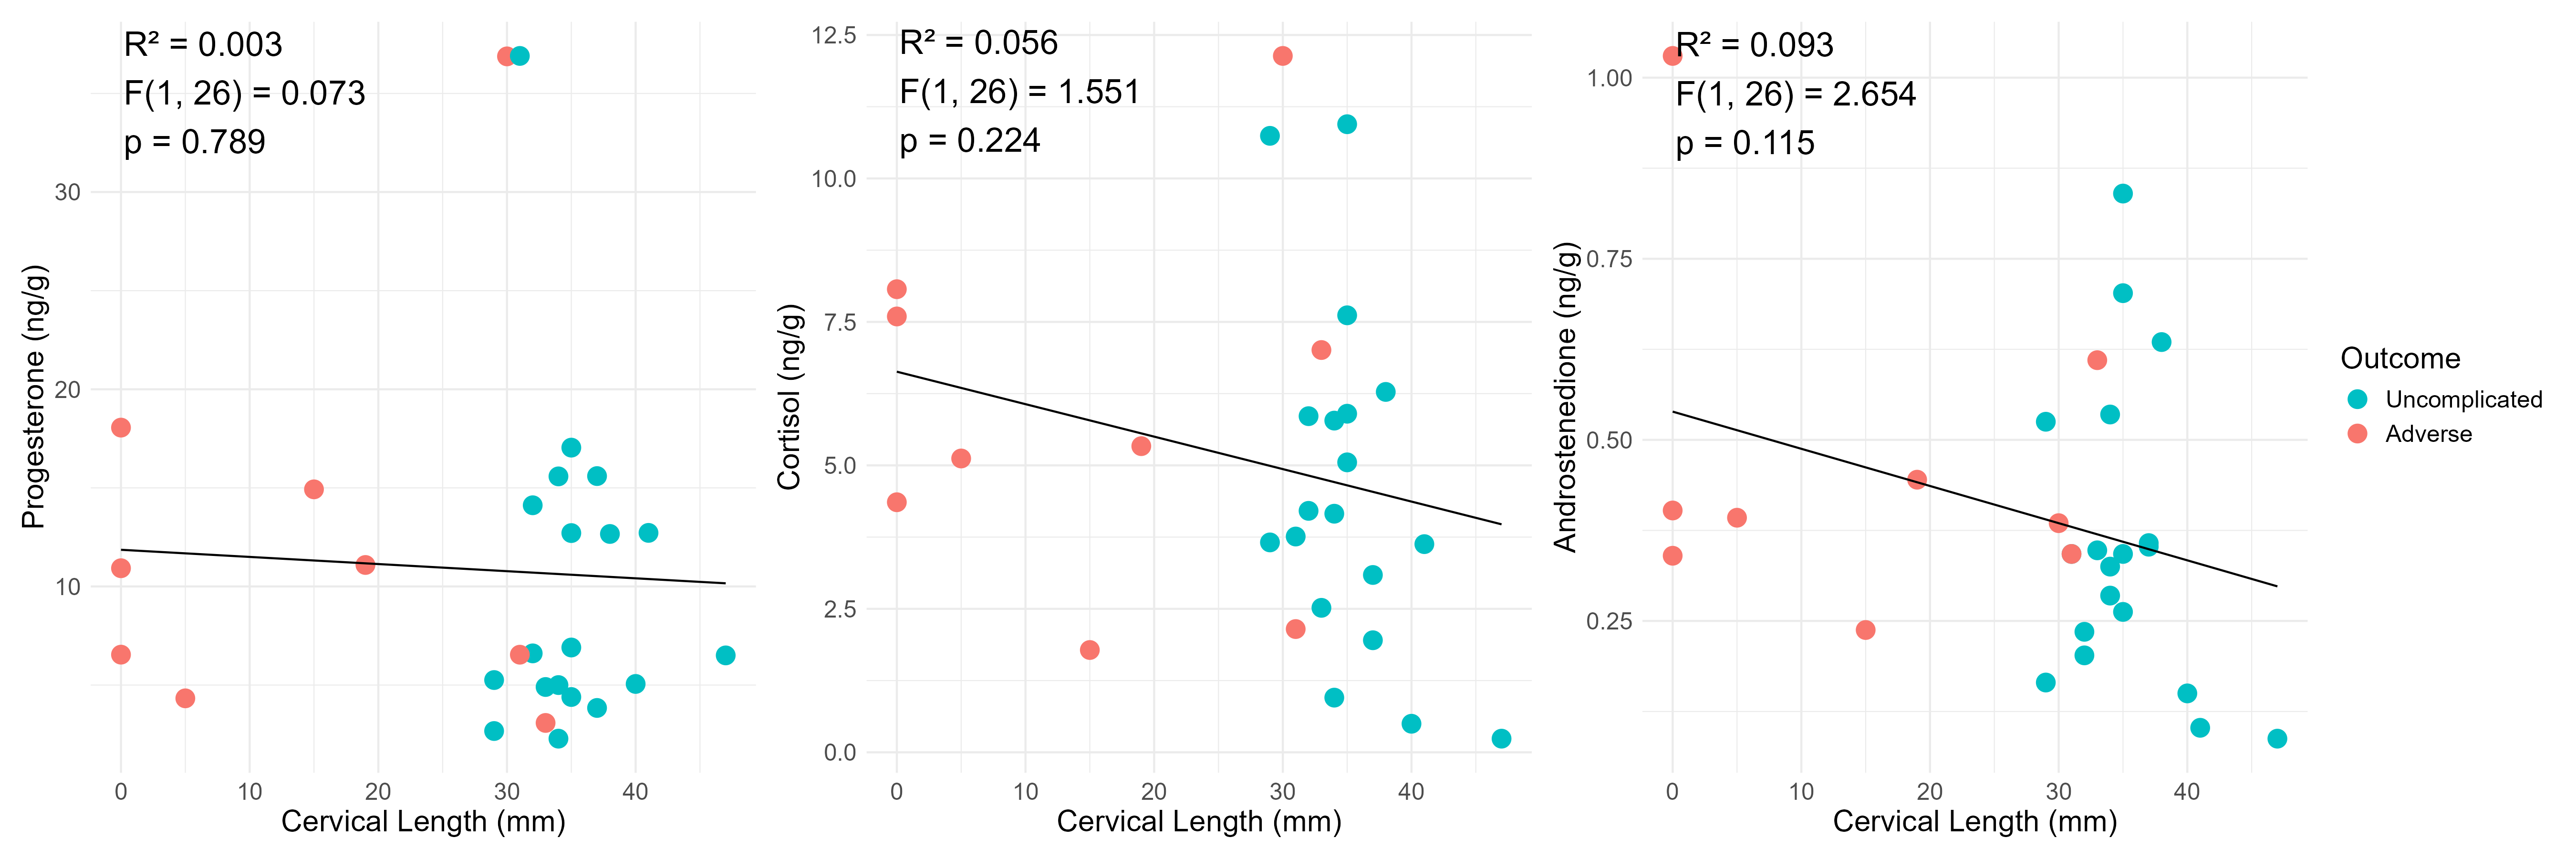 R² = 0.003
F(1, 26) = 0.073
p = 0.789
30
20
10
Progesterone (ng/g)
0 10 20 30 40
Cervical Length (mm)
R² = 0.056
F(1, 26) = 1.551
p = 0.224
12.5
10.0
7.5
5.0
2.5
0.0
Cortisol (ng/g)
0 10 20 30 40
Cervical Length (mm)
R² = 0.093
F(1, 26) = 2.654
p = 0.115
1.00
0.75
0.50
0.25
Androstenedione (ng/g)
0 10 20 30 40
Cervical Length (mm)
Outcome
Uncomplicated
Adverse